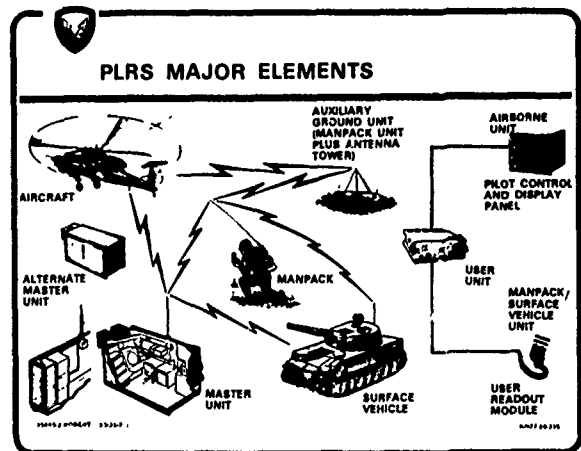 PLRS MAJOR ELEMENTS
AUXILIARY
GROUND UNIT
(MANPACK UNIT
PLUS ANTENNA
TOWER)
AIRBORNE
UNIT
AIRCRAFT
PILOT CONTROL
AND DISPLAY
PANEL
ALTERNATE
MASTER
UNIT
MANPACK
USER
UNIT
MANPACK/
SURFACE
VEHICLE
UNIT
MASTER
UNIT
SURFACE
VEHICLE
USER
READOUT
MODULE